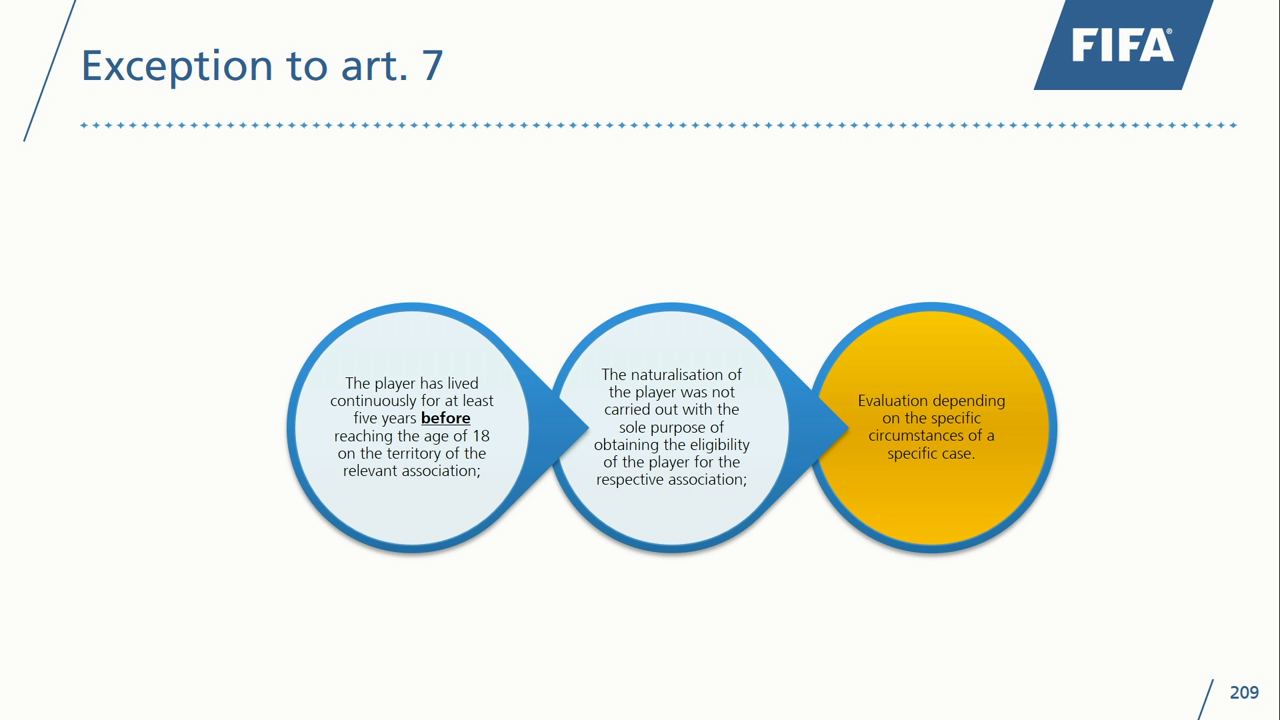 Exception to art. 7
FIFA®
The player has lived
continuously for at least
five years before
reaching the age of 18
on the territory of the
relevant association;
The naturalisation of
the player was not
carried out with the
sole purpose of
obtaining the eligibility
of the player for the
respective association;
Evaluation depending
on the specific
circumstances of a
specific case.
209